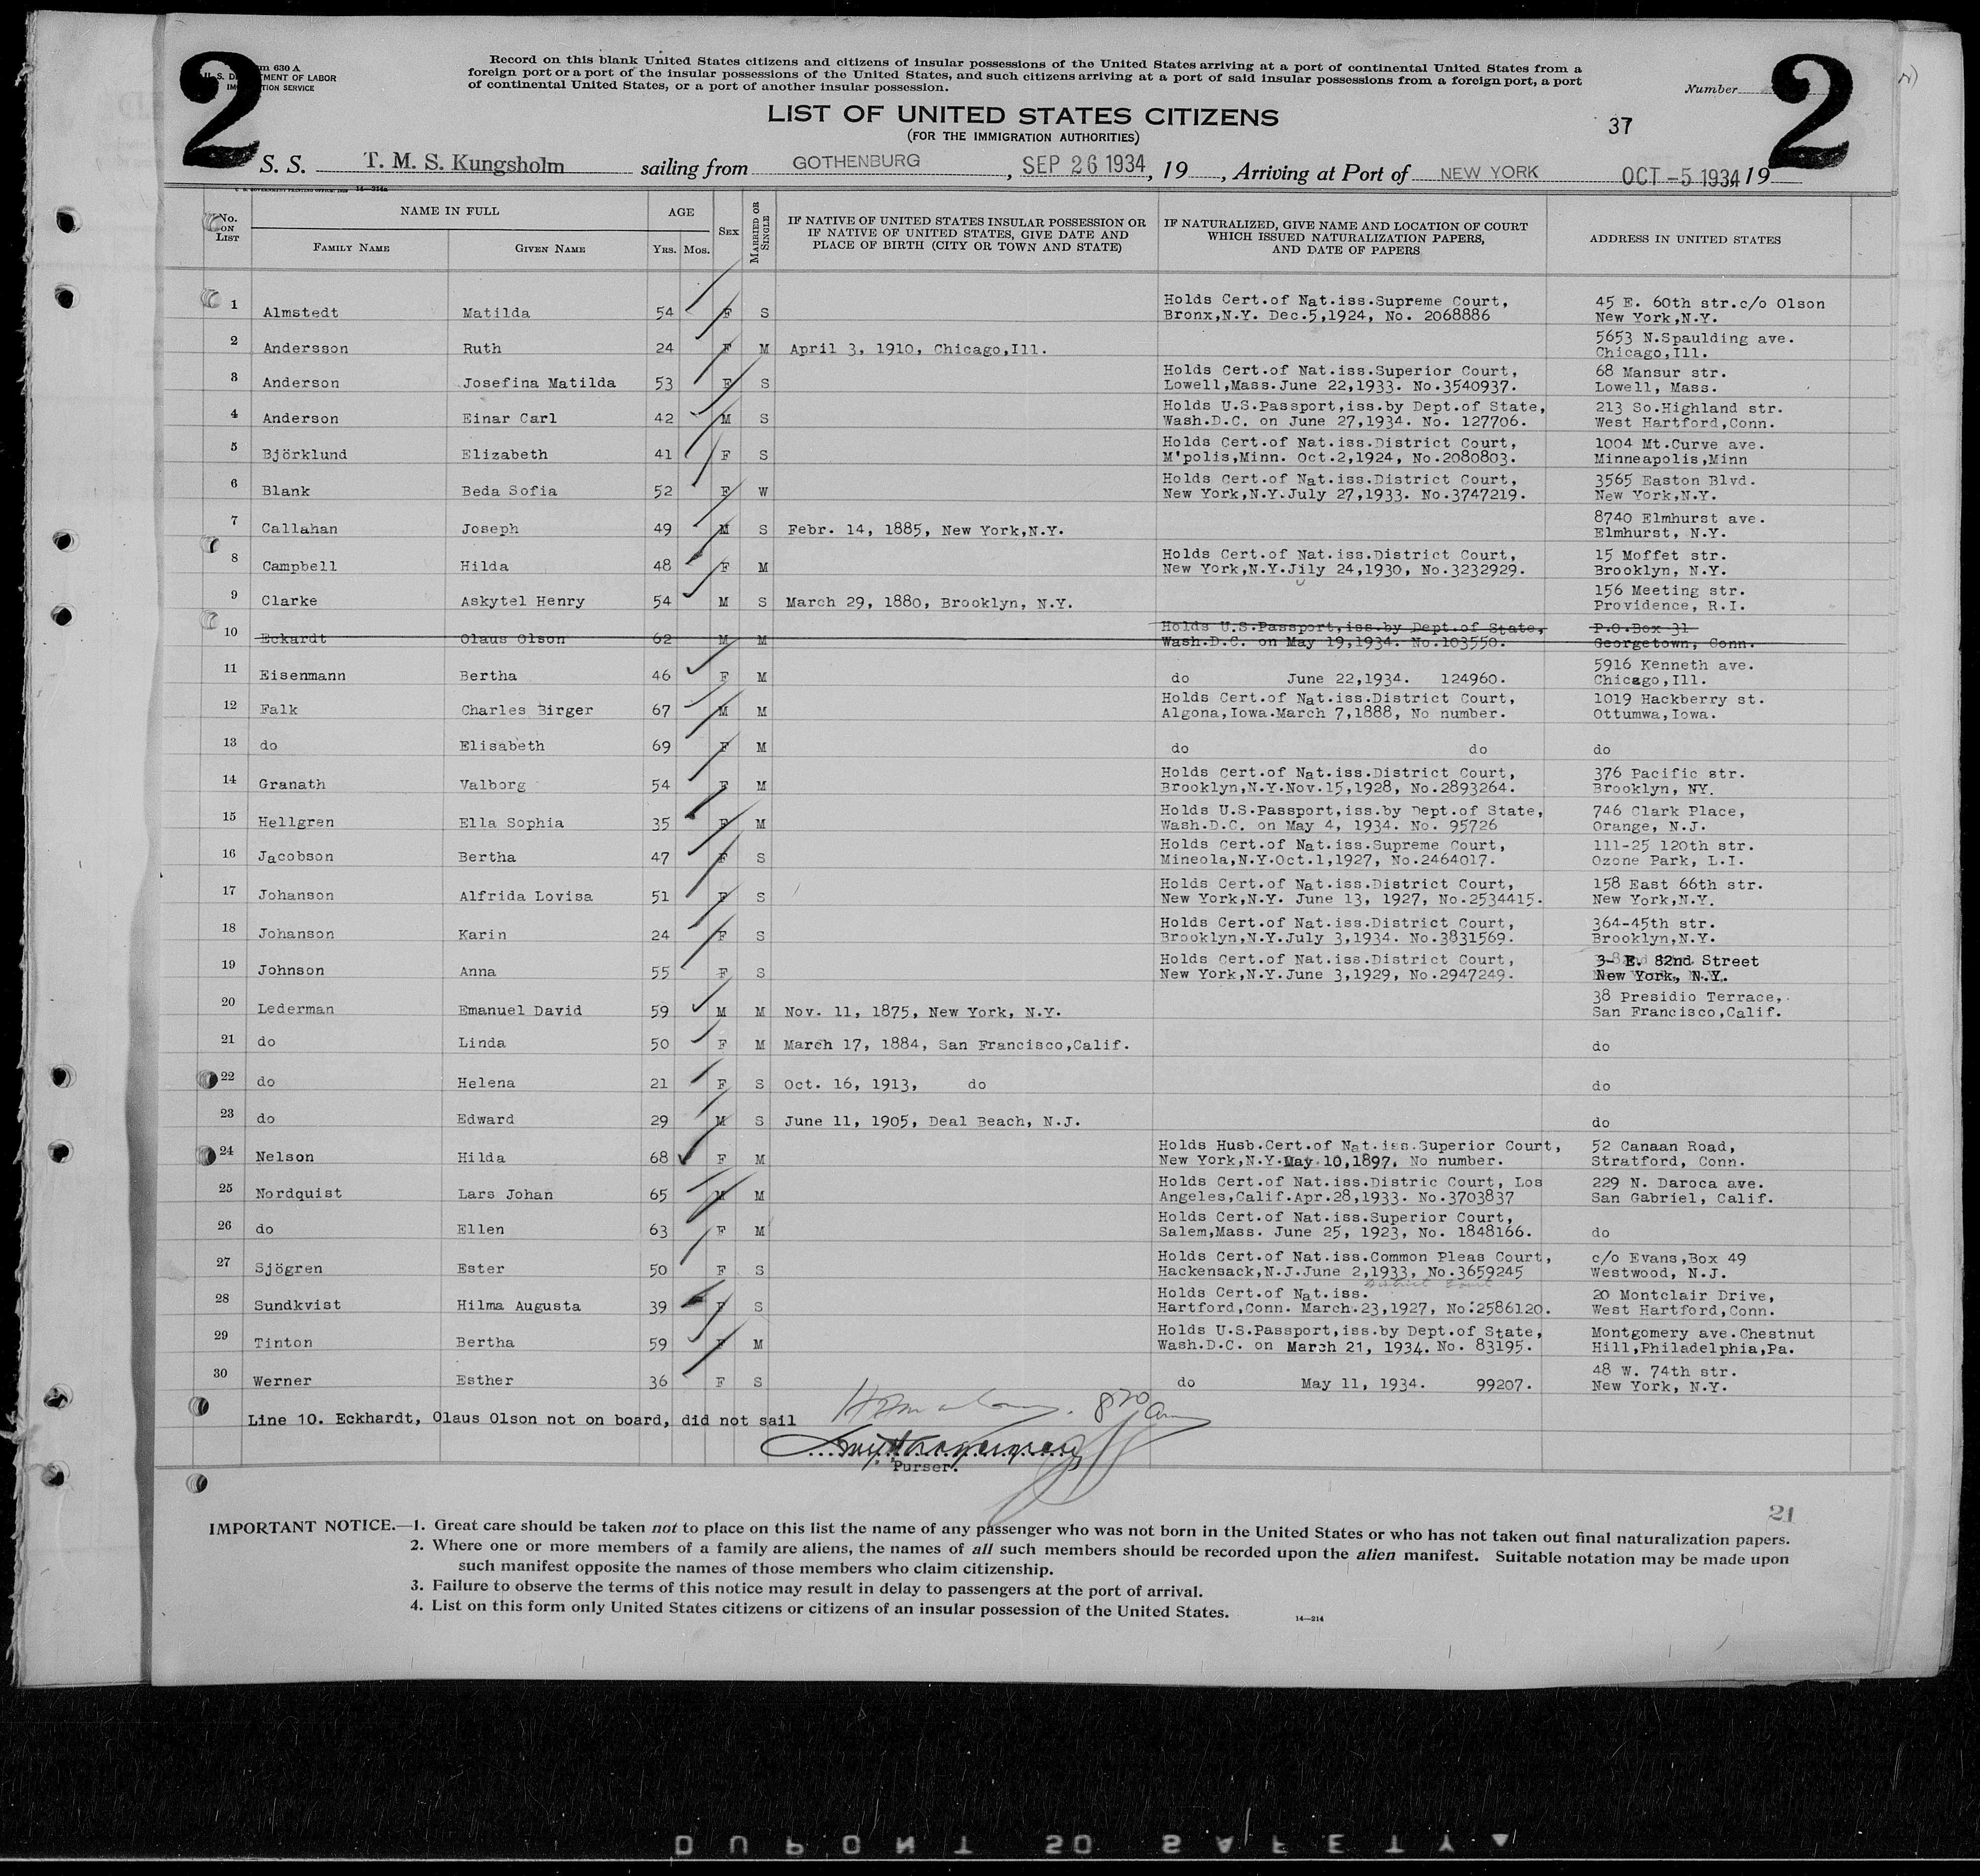 2
2
Form 630 A
U. S. DEPARTMENT OF LABOR
IMMIGRATION SERVICE
Record on this blank United States citizens and citizens of insular possessions of the United States arriving at a port of continental United States from a
foreign port or a port of the insular possessions of the United States, and such citizens arriving at a port of said insular possessions from a foreign port, a port
of continental United States, or a port of another insular possession.
Number
LIST OF UNITED STATES CITIZENS
(FOR THE IMMIGRATION AUTHORITIES)
37
S. S. T. M. S. Kungsholm sailing from GOTHENBURG , SEP 26 1934 , 19 , Arriving at Port of NEW YORK OCT -5 1934 19
U. S. GOVERNMENT PRINTING OFFICE: 14—214a
No. ON LIST NAME IN FULL AGE SEX MARRIED OR SINGLE IF NATIVE OF UNITED STATES INSULAR POSSESSION OR IF NATIVE OF UNITED STATES, GIVE DATE AND PLACE OF BIRTH (CITY OR TOWN AND STATE) IF NATURALIZED, GIVE NAME AND LOCATION OF COURT WHICH ISSUED NATURALIZATION PAPERS, AND DATE OF PAPERS ADDRESS IN UNITED STATES
FAMILY NAME GIVEN NAME YRS. MOS.
1 Almstedt Matilda 54 F S Holds Cert.of Nat.iss.Supreme Court, 45 E. 60th str.c/o Olson
Bronx,N.Y. Dec.5,1924, No. 2068886 New York,N.Y.
2 Andersson Ruth 24 F M April 3, 1910, Chicago,Ill. 5653 N.Spaulding ave.
Chicago,Ill.
3 Anderson Josefina Matilda 53 F S Holds Cert.of Nat.iss.Superior Court, 68 Mansur str.
Lowell,Mass.June 22,1933. No.3540937. Lowell, Mass.
4 Anderson Einar Carl 42 M S Holds U.S.Passport,iss.by Dept.of State, 213 So.Highland str.
Wash.D.C. on June 27,1934. No. 127706. West Hartford,Conn.
5 Björklund Elizabeth 41 F S Holds Cert.of Nat.iss.District Court, 1004 Mt.Curve ave.
M'polis,Minn. Oct.2,1924, No.2080803. Minneapolis,Minn
6 Blank Beda Sofia 52 F W Holds Cert.of Nat.iss.District Court, 3565 Easton Blvd.
New York,N.Y.July 27,1933. No.3747219. New York,N.Y.
7 Callahan Joseph 49 M S Febr. 14, 1885, New York,N.Y. 8740 Elmhurst ave.
Elmhurst, N.Y.
8 Campbell Hilda 48 F M Holds Cert.of Nat.iss.District Court, 15 Moffet str.
New York,N.Y.Jily 24,1930, No.3232929. Brooklyn, N.Y.
9 Clarke Askytel Henry 54 M S March 29, 1880, Brooklyn, N.Y. 156 Meeting str.
Providence, R.I.
10 Eckardt Olaus Olson 62 M M Holds U.S.Passport,iss.by Dept.of State, P.O.Box 31
Wash.D.C. on May 19,1934. No.103550. Georgetown, Conn.
11 Eisenmann Bertha 46 F M do June 22,1934. 124960. 5916 Kenneth ave.
Chicago,Ill.
12 Falk Charles Birger 67 M M Holds Cert.of Nat.iss.District Court, 1019 Hackberry st.
Algona,Iowa.March 7,1888, No number. Ottumwa,Iowa.
13 do Elisabeth 69 F M do do do
14 Granath Valborg 54 F M Holds Cert.of Nat.iss.District Court, 376 Pacific str.
Brooklyn,N.Y.Nov.15,1928, No.2893264. Brooklyn, NY.
15 Hellgren Ella Sophia 35 F M Holds U.S.Passport,iss.by Dept.of State, 746 Clark Place,
Wash.D.C. on May 4, 1934. No. 95726 Orange, N.J.
16 Jacobson Bertha 47 F S Holds Cert.of Nat.iss.Supreme Court, 111-25 120th str.
Mineola,N.Y.Oct.1,1927, No.2464017. Ozone Park, L.I.
17 Johanson Alfrida Lovisa 51 F S Holds Cert.of Nat.iss.District Court, 158 East 66th str.
New York,N.Y. June 13, 1927, No.2534415. New York,N.Y.
18 Johanson Karin 24 F S Holds Cert.of Nat.iss.District Court, 364-45th str.
Brooklyn,N.Y.July 3,1934. No.3831569. Brooklyn,N.Y.
19 Johnson Anna 55 F S Holds Cert.of Nat.iss.District Court, 3- E. 82nd Street
New York,N.Y.June 3,1929, No.2947249. New York, N.Y.
20 Lederman Emanuel David 59 M M Nov. 11, 1875, New York, N.Y. 38 Presidio Terrace,
San Francisco,Calif.
21 do Linda 50 F M March 17, 1884, San Francisco,Calif. do
22 do Helena 21 F S Oct. 16, 1913, do do
23 do Edward 29 M S June 11, 1905, Deal Beach, N.J. do
24 Nelson Hilda 68 F M Holds Husb.Cert.of Nat.iss.Superior Court, 52 Canaan Road,
New York,N.Y.May 10,1897. No number. Stratford, Conn.
25 Nordquist Lars Johan 65 M M Holds Cert.of Nat.iss.Distric Court, Los 229 N. Daroca ave.
Angeles,Calif.Apr.28,1933. No.3703837 San Gabriel, Calif.
26 do Ellen 63 F M Holds Cert.of Nat.iss.Superior Court, do
Salem,Mass. June 25, 1923, No. 1848166.
27 Sjögren Ester 50 F S Holds Cert.of Nat.iss.Common Pleas Court, c/o Evans,Box 49
Hackensack,N.J.June 2,1933, No.3659245 Westwood, N.J.
District Court
28 Sundkvist Hilma Augusta 39 F S Holds Cert.of Nat.iss. 20 Montclair Drive,
Hartford,Conn. March.23,1927, No:2586120. West Hartford,Conn.
29 Tinton Bertha 59 F M Holds U.S.Passport,iss.by Dept.of State, Montgomery ave.Chestnut
Wash.D.C. on March 21, 1934. No. 83195. Hill,Philadelphia,Pa.
30 Werner Esther 36 F S do May 11, 1934. 99207. 48 W. 74th str.
New York, N.Y.
Line 10. Eckhardt, Olaus Olson not on board, did not sail
Purser.
21
IMPORTANT NOTICE.—1. Great care should be taken not to place on this list the name of any passenger who was not born in the United States or who has not taken out final naturalization papers.
2. Where one or more members of a family are aliens, the names of all such members should be recorded upon the alien manifest. Suitable notation may be made upon
such manifest opposite the names of those members who claim citizenship.
3. Failure to observe the terms of this notice may result in delay to passengers at the port of arrival.
4. List on this form only United States citizens or citizens of an insular possession of the United States.
14—214
DUPONT 50 SAFETY